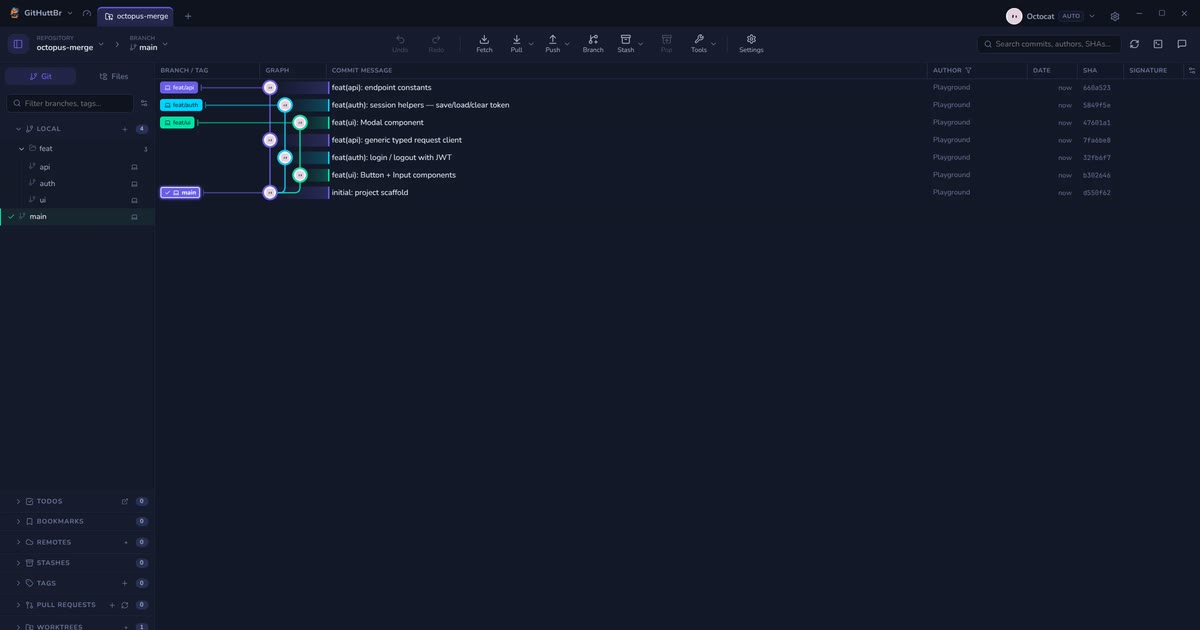 GitHuttBr
octopus-merge
Octocat AUTO
REPOSITORY
octopus-merge
BRANCH
main
Undo
Redo
Fetch
Pull
Push
Branch
Stash
Pop
Tools
Settings
Search commits, authors, SHAs...
Git
Files
Filter branches, tags...
LOCAL 4
feat 3
api
auth
ui
main
TODOS 0
BOOKMARKS 0
REMOTES 0
STASHES 0
TAGS 0
PULL REQUESTS 0
WORKTREES 1
BRANCH / TAG GRAPH COMMIT MESSAGE AUTHOR DATE SHA SIGNATURE
feat/api feat(api): endpoint constants Playground now 668a523
feat/auth feat(auth): session helpers — save/load/clear token Playground now 5849f5e
feat/ui feat(ui): Modal component Playground now 47601a1
feat(api): generic typed request client Playground now 7fa6be8
feat(auth): login / logout with JWT Playground now 32fb6f7
feat(ui): Button + Input components Playground now b302646
main initial: project scaffold Playground now d550f62